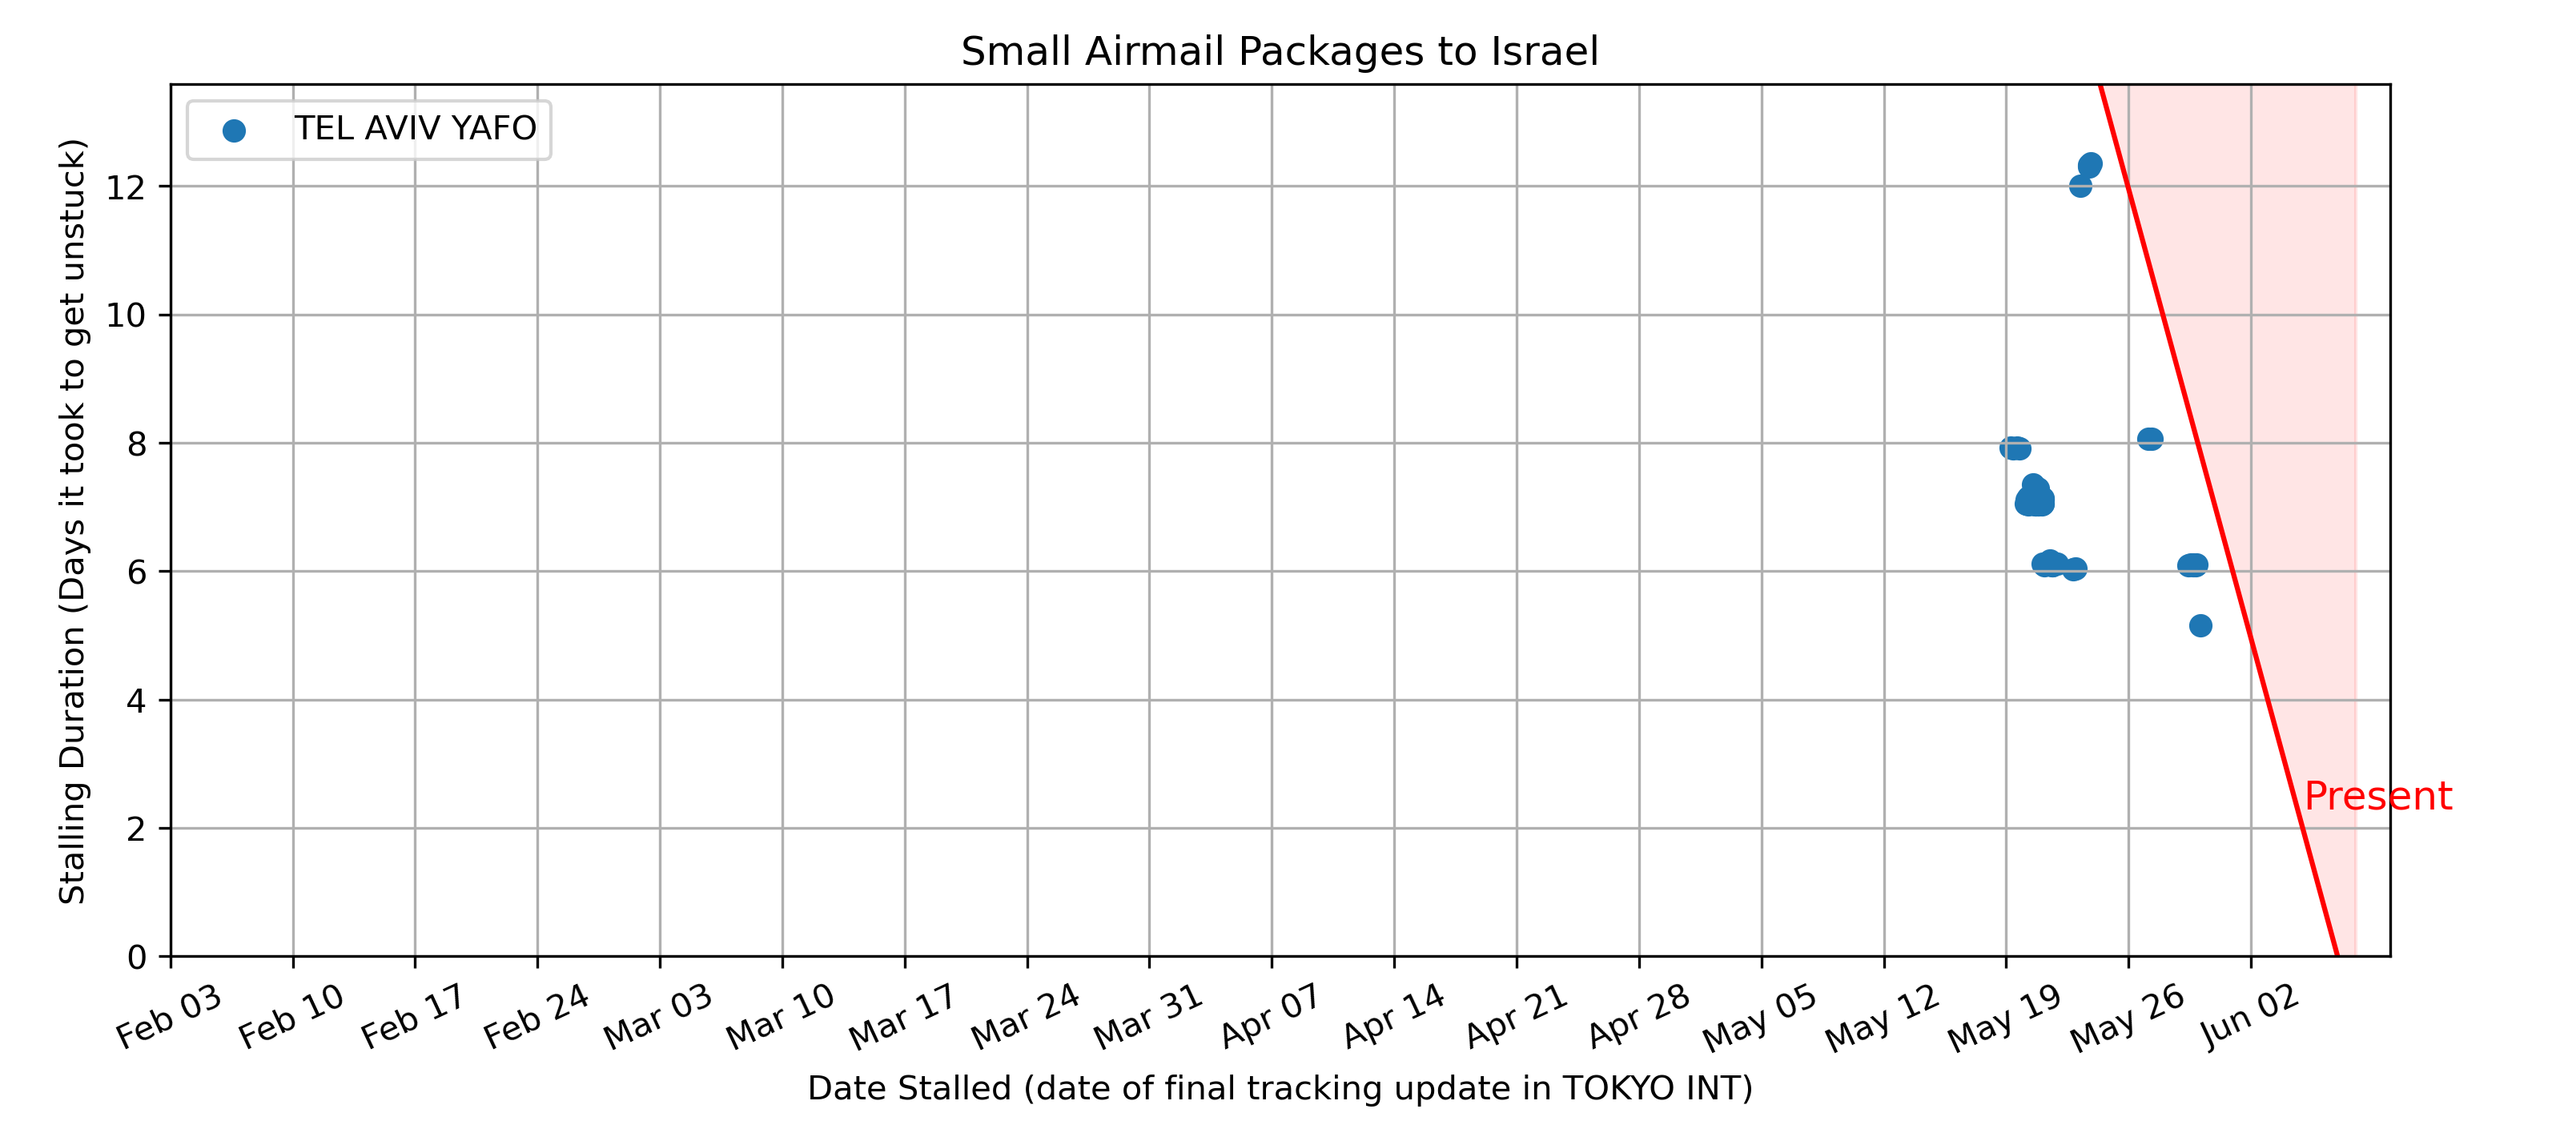 Small Airmail Packages to Israel
TEL AVIV YAFO
Stalling Duration (Days it took to get unstuck)
12
10
8
6
4
2
0
Present
Feb 03
Feb 10
Feb 17
Feb 24
Mar 03
Mar 10
Mar 17
Mar 24
Mar 31
Apr 07
Apr 14
Apr 21
Apr 28
May 05
May 12
May 19
May 26
Jun 02
Date Stalled (date of final tracking update in TOKYO INT)